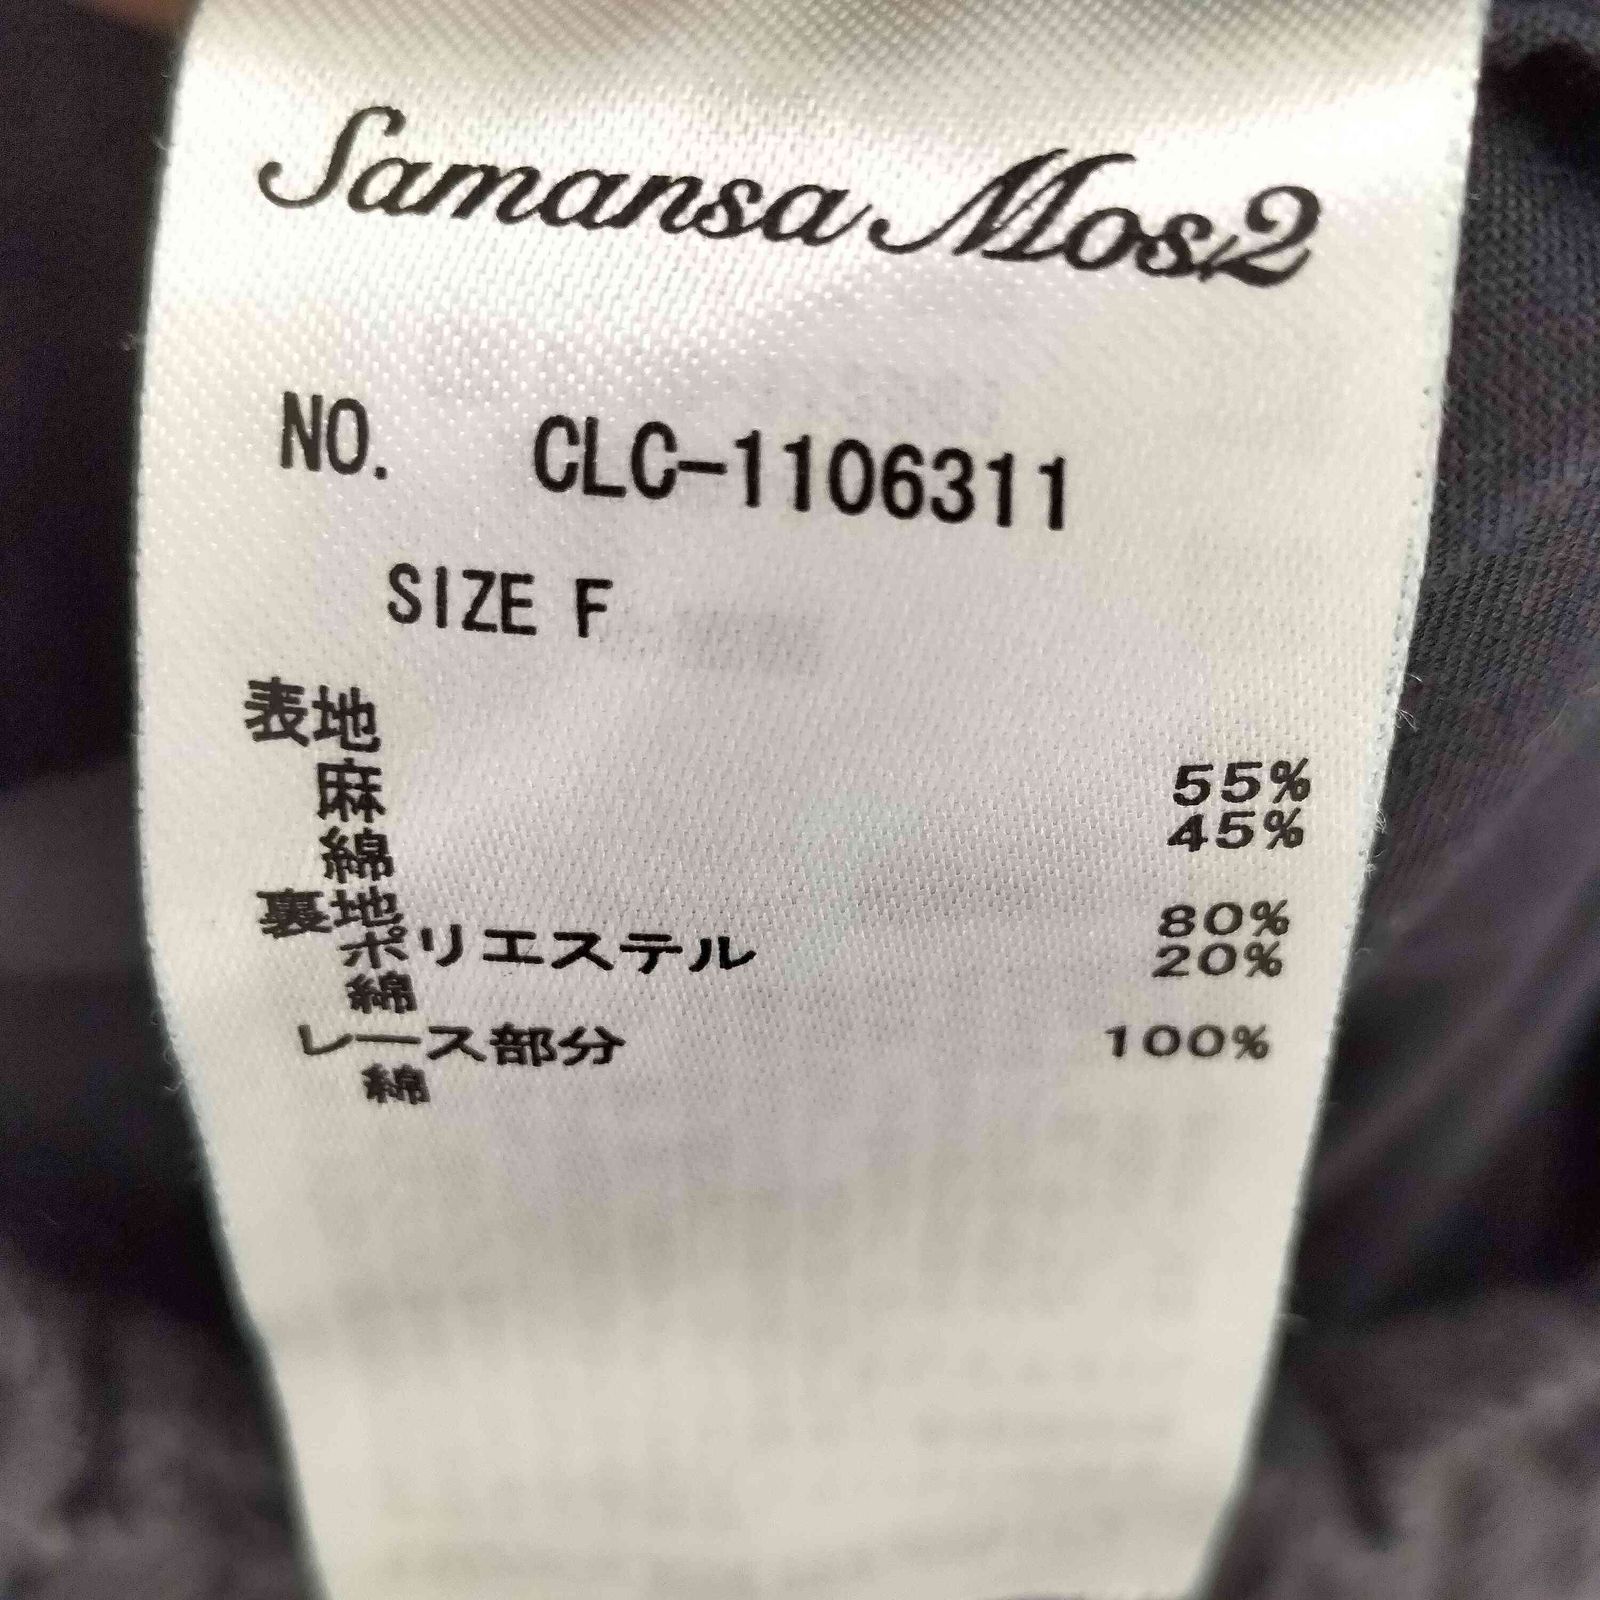 Samansa Mos2
NO. CLC-1106311
SIZE F
表地
麻 55%
綿 45%
裏地
ポリエステル 80%
綿 20%
レース部分
綿 100%